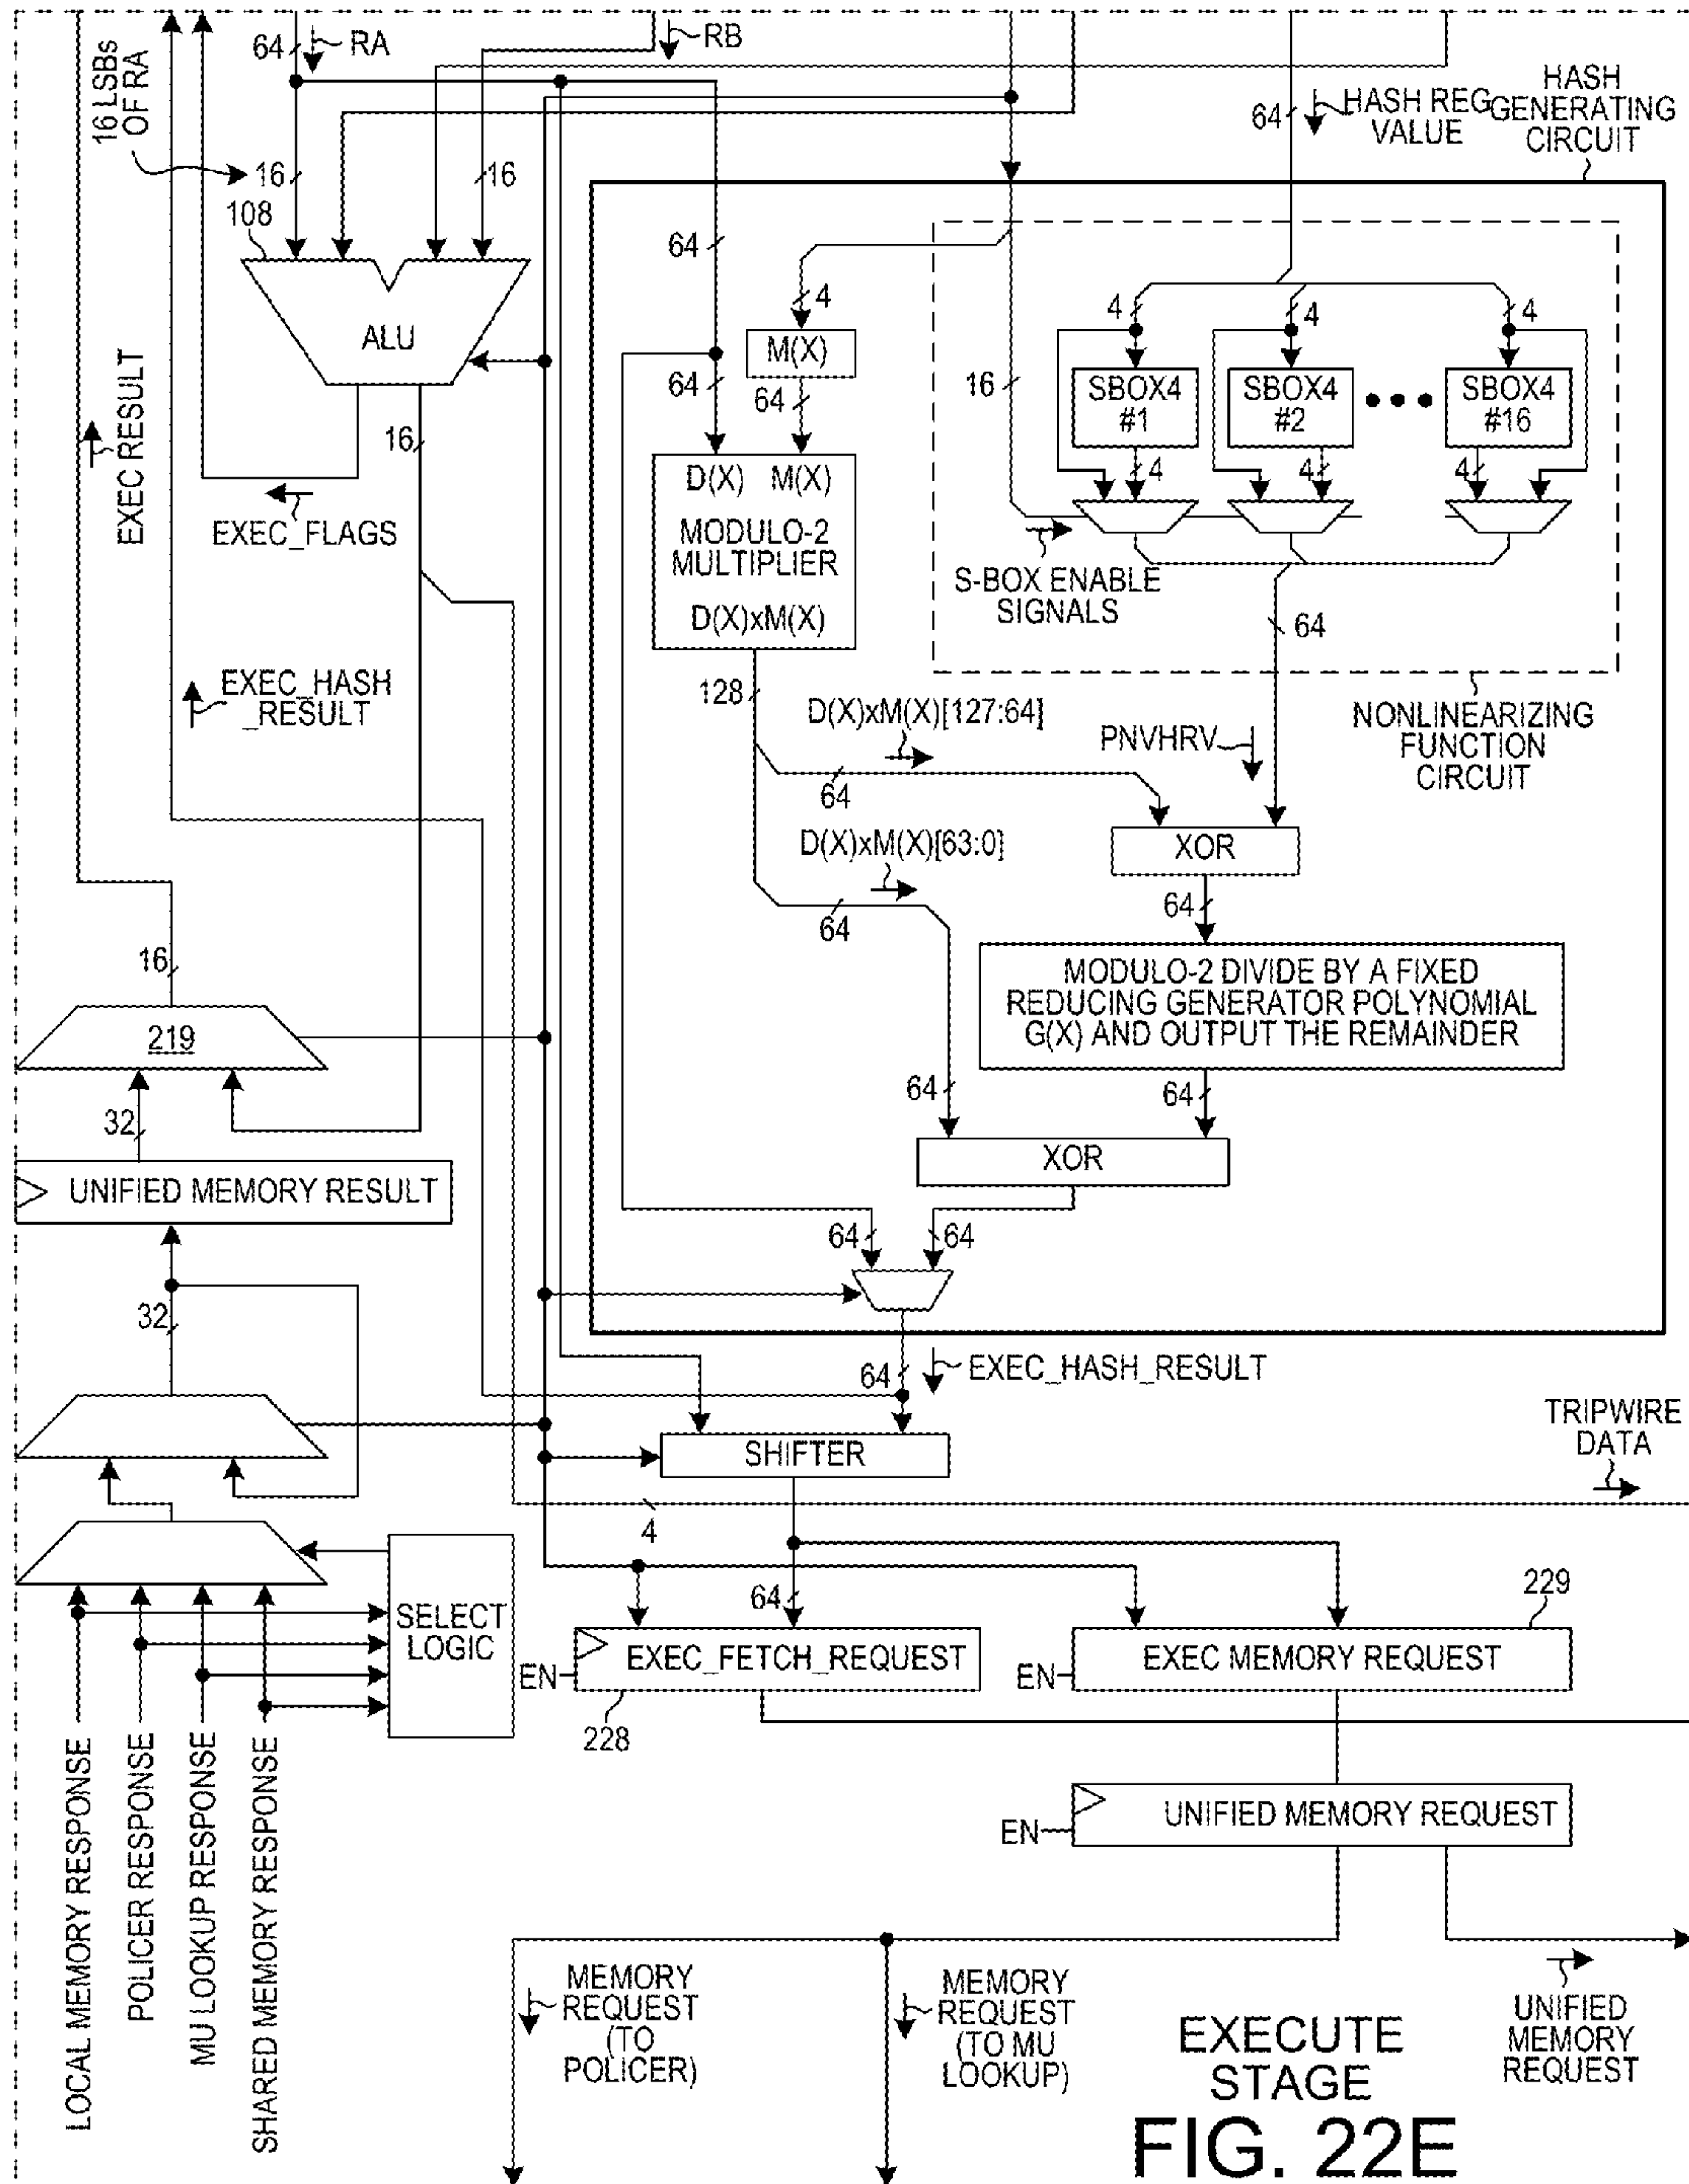 64
RA
RB
16 LSBs
OF RA
64
HASH REG
VALUE
HASH
GENERATING
CIRCUIT
16
16
108
ALU
64
4
M(X)
64
64
16
4
4
4
SBOX4
#1
SBOX4
#2
SBOX4
#16
4
4
4
EXEC RESULT
16
EXEC_FLAGS
D(X) M(X)
MODULO-2
MULTIPLIER
D(X)xM(X)
S-BOX ENABLE
SIGNALS
64
EXEC_HASH
_RESULT
128
D(X)xM(X)[127:64]
64
PNVHRV
NONLINEARIZING
FUNCTION
CIRCUIT
D(X)xM(X)[63:0]
64
XOR
64
16
219
MODULO-2 DIVIDE BY A FIXED
REDUCING GENERATOR POLYNOMIAL
G(X) AND OUTPUT THE REMAINDER
64
64
32
XOR
UNIFIED MEMORY RESULT
64
64
32
64
EXEC_HASH_RESULT
SHIFTER
TRIPWIRE
DATA
4
64
229
SELECT
LOGIC
EN
EXEC_FETCH_REQUEST
EN
EXEC MEMORY REQUEST
228
LOCAL MEMORY RESPONSE
POLICER RESPONSE
MU LOOKUP RESPONSE
SHARED MEMORY RESPONSE
EN
UNIFIED MEMORY REQUEST
MEMORY
REQUEST
(TO
POLICER)
MEMORY
REQUEST
(TO MU
LOOKUP)
UNIFIED
MEMORY
REQUEST
EXECUTE
STAGE
FIG. 22E